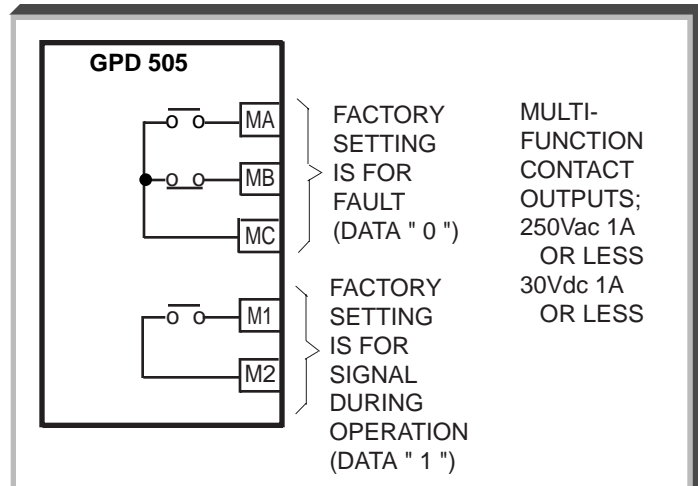 GPD 505
MA
MB
MC
M1
M2
FACTORY
SETTING
IS FOR
FAULT
(DATA " 0 ")
FACTORY
SETTING
IS FOR
SIGNAL
DURING
OPERATION
(DATA " 1 ")
MULTI-
FUNCTION
CONTACT
OUTPUTS;
250Vac 1A
OR LESS
30Vdc 1A
OR LESS